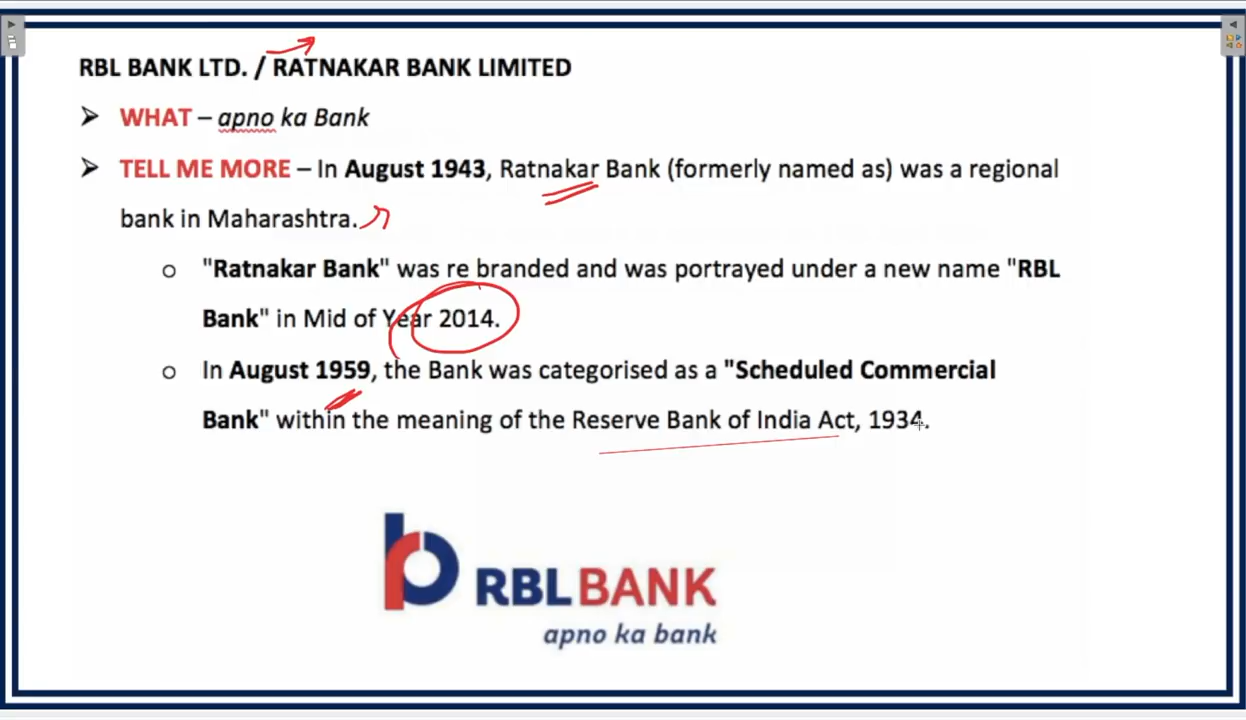 RBL BANK LTD. / RATNAKAR BANK LIMITED
➢ WHAT – apno ka Bank
➢ TELL ME MORE – In August 1943, Ratnakar Bank (formerly named as) was a regional
bank in Maharashtra.
o "Ratnakar Bank" was re branded and was portrayed under a new name "RBL
Bank" in Mid of Year 2014.
o In August 1959, the Bank was categorised as a "Scheduled Commercial
Bank" within the meaning of the Reserve Bank of India Act, 1934.
RBL BANK
apno ka bank